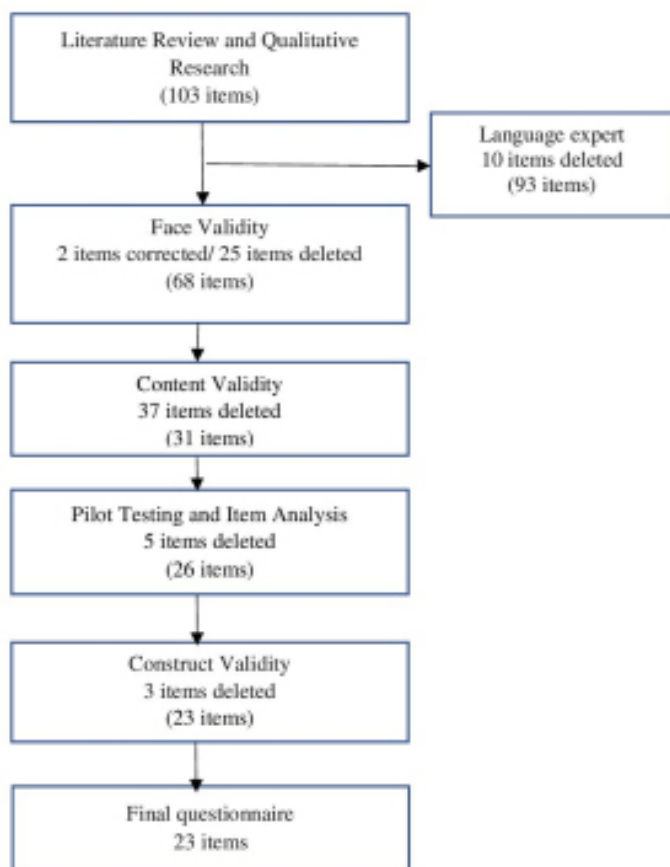 Literature Review and Qualitative
Research
(103 items)
Language expert
10 items deleted
(93 items)
Face Validity
2 items corrected/ 25 items deleted
(68 items)
Content Validity
37 items deleted
(31 items)
Pilot Testing and Item Analysis
5 items deleted
(26 items)
Construct Validity
3 items deleted
(23 items)
Final questionnaire
23 items